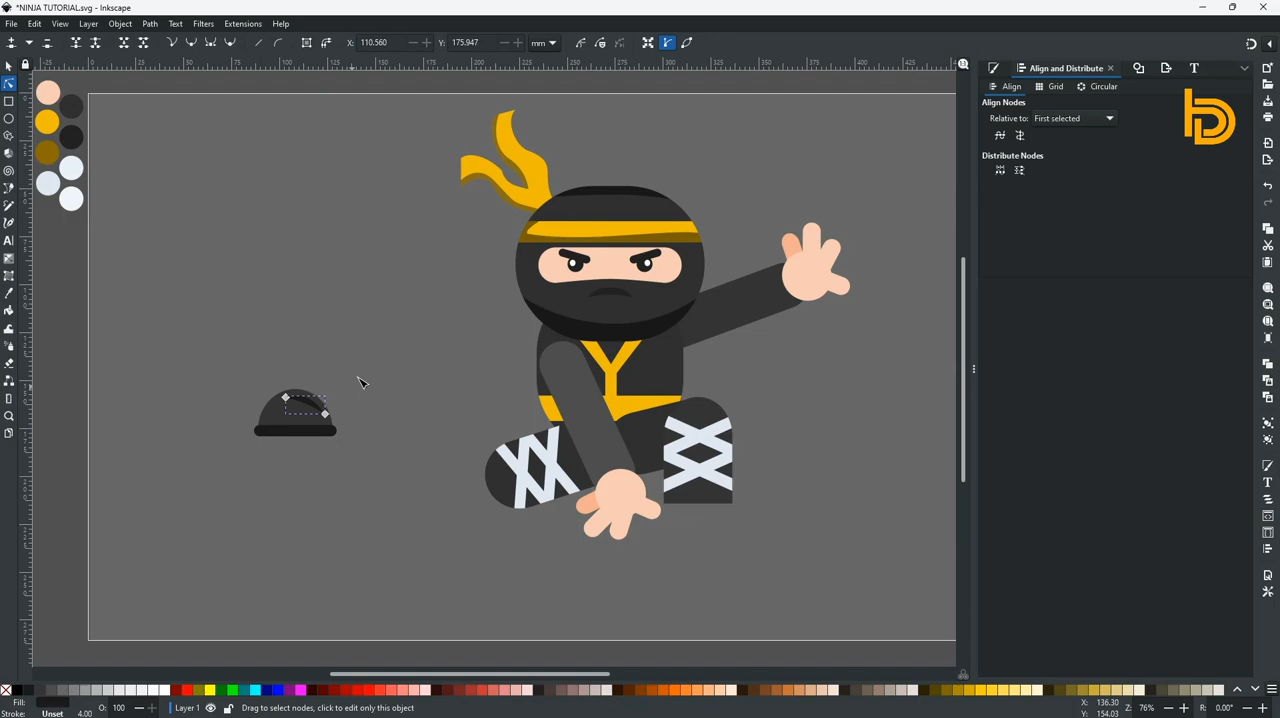 *NINJA TUTORIAL.svg - Inkscape
File Edit View Layer Object Path Text Filters Extensions Help
X: 110.560 Y: 175.947 mm
Align and Distribute
Align Grid Circular
Align Nodes
Relative to: First selected
Distribute Nodes
Fill:
Stroke: Unset 4.00
O: 100
Layer 1
Drag to select nodes, click to edit only this object
X: 136.30
Y: 154.03
Z: 76%
R: 0.00°